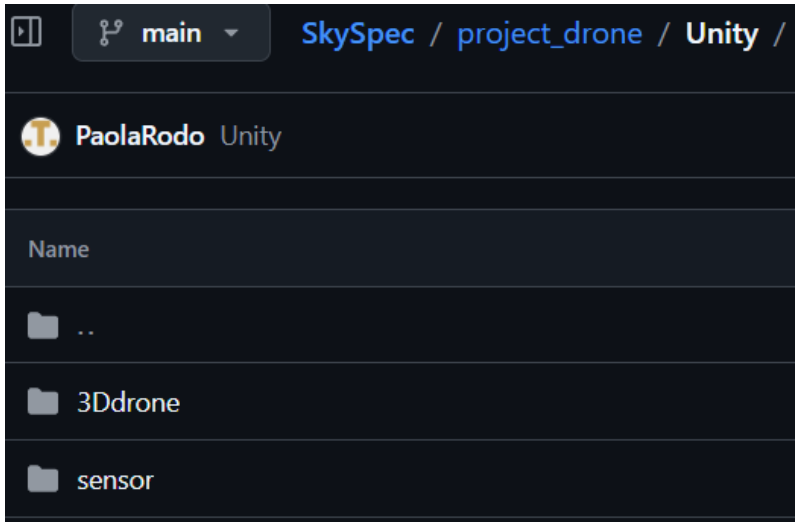 main SkySpec / project_drone / Unity /
PaolaRodo Unity
Name
..
3Ddrone
sensor